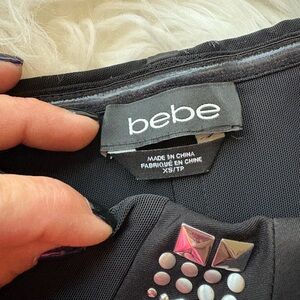 bebe
MADE IN CHINA
FABRIQUÉ EN CHINE
XS/TP